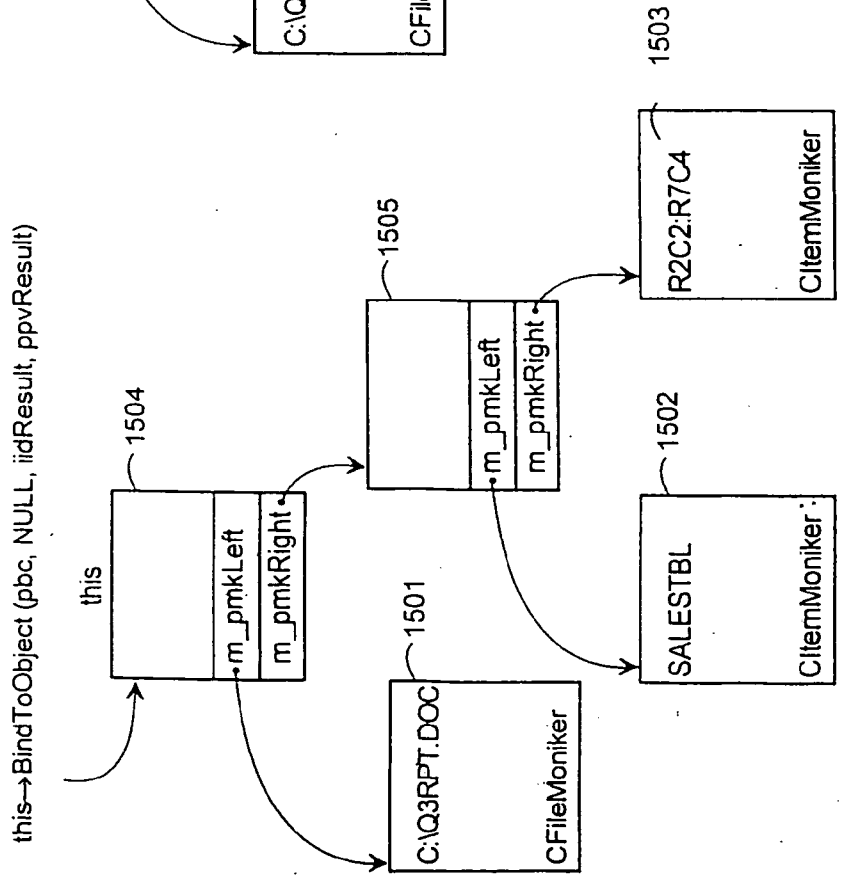 this→BindToObject (pbc, NULL, iidResult, ppvResult)
this
1504
m_pmkLeft
m_pmkRight
1505
m_pmkLeft
m_pmkRight
1501
C:\Q3RPT.DOC
CFileMoniker
1502
SALESTBL
CItemMoniker
1503
R2C2:R7C4
CItemMoniker
C:\Q
CFil